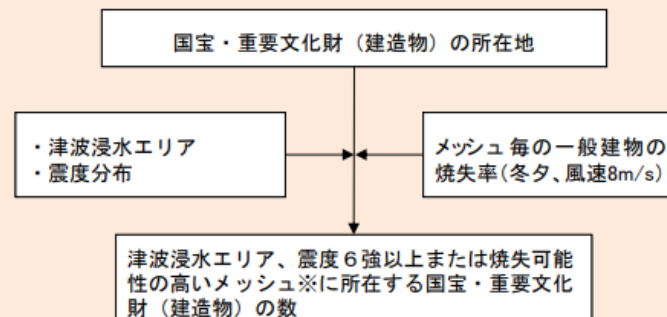 国宝・重要文化財（建造物）の所在地
・津波浸水エリア
・震度分布
メッシュ毎の一般建物の
焼失率（冬夕、風速8m/s）
津波浸水エリア、震度６強以上または焼失可能
性の高いメッシュ※に所在する国宝・重要文化
財（建造物）の数